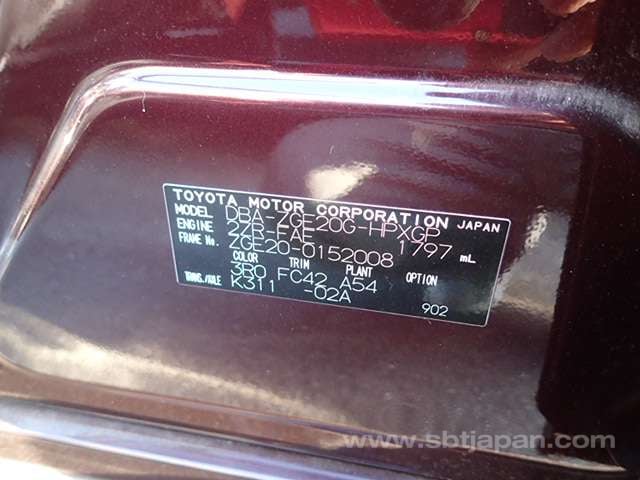 TOYOTA MOTOR CORPORATION JAPAN
MODEL DBA-ZGE20G-HPXGP
ENGINE 2ZR-FAE 1797 mL
FRAME No. ZGE20-0152008
COLOR TRIM PLANT OPTION
3R0 FC42 A54
TRANS./AXLE K311 -02A
902
www.sbtjapan.com